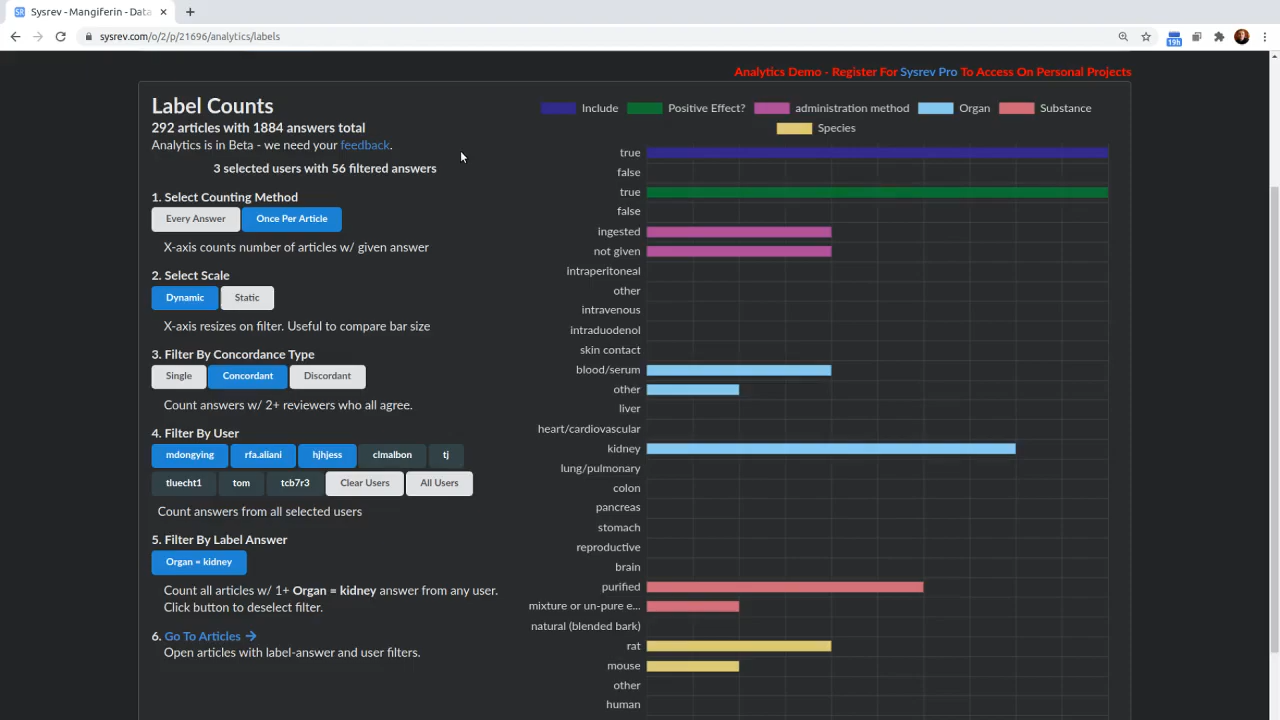 Sysrev - Mangiferin - Data
sysrev.com/o/2/p/21696/analytics/labels
19h
Analytics Demo - Register For Sysrev Pro To Access On Personal Projects
Label Counts
292 articles with 1884 answers total
Analytics is in Beta - we need your feedback.
3 selected users with 56 filtered answers
1. Select Counting Method
Every Answer
Once Per Article
X-axis counts number of articles w/ given answer
2. Select Scale
Dynamic
Static
X-axis resizes on filter. Useful to compare bar size
3. Filter By Concordance Type
Single
Concordant
Discordant
Count answers w/ 2+ reviewers who all agree.
4. Filter By User
mdongying
rfa.aliani
hjhjess
clmalbon
tj
tluecht1
tom
tcb7r3
Clear Users
All Users
Count answers from all selected users
5. Filter By Label Answer
Organ = kidney
Count all articles w/ 1+ Organ = kidney answer from any user.
Click button to deselect filter.
6. Go To Articles →
Open articles with label-answer and user filters.
Include
Positive Effect?
administration method
Organ
Substance
Species
true
false
true
false
ingested
not given
intraperitoneal
other
intravenous
intraduodenol
skin contact
blood/serum
other
liver
heart/cardiovascular
kidney
lung/pulmonary
colon
pancreas
stomach
reproductive
brain
purified
mixture or un-pure e...
natural (blended bark)
rat
mouse
other
human